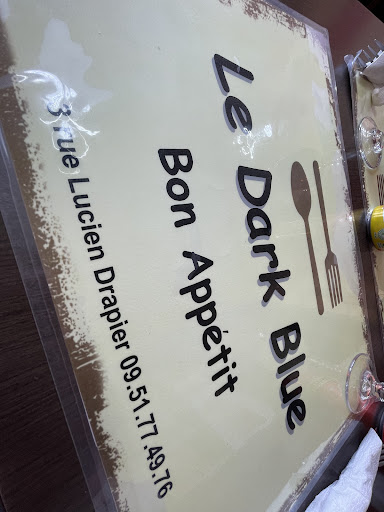 Le Dark Blue
Bon Appétit
3 rue Lucien Drapier 09.51.77.49.76